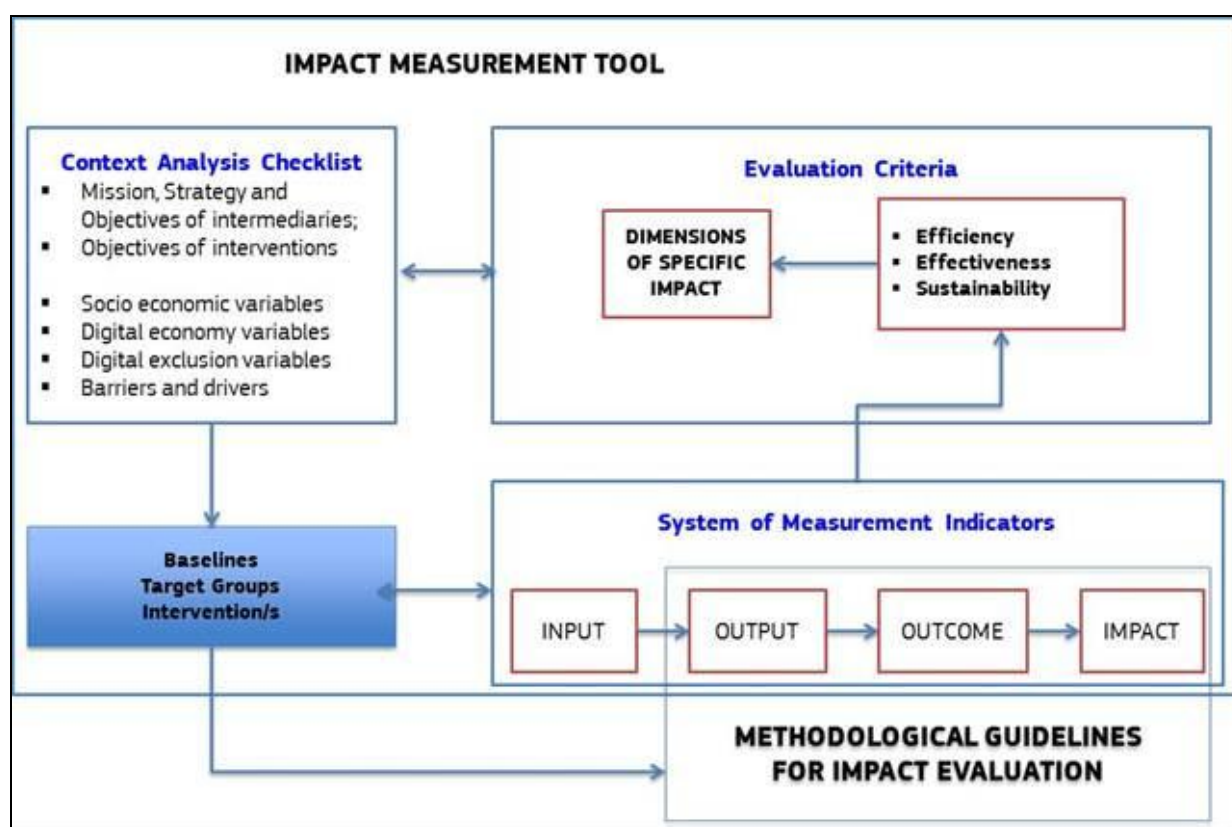 IMPACT MEASUREMENT TOOL
Context Analysis Checklist
▪ Mission, Strategy and
Objectives of intermediaries;
▪ Objectives of interventions
▪ Socio economic variables
▪ Digital economy variables
▪ Digital exclusion variables
▪ Barriers and drivers
Evaluation Criteria
DIMENSIONS
OF SPECIFIC
IMPACT
▪ Efficiency
▪ Effectiveness
▪ Sustainability
Baselines
Target Groups
Intervention/s
System of Measurement Indicators
INPUT
OUTPUT
OUTCOME
IMPACT
METHODOLOGICAL GUIDELINES
FOR IMPACT EVALUATION